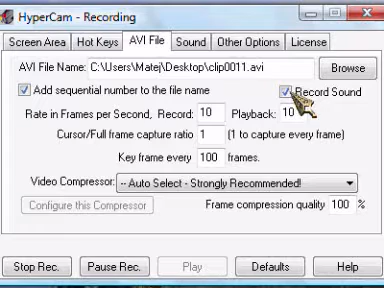 HyperCam - Recording
Screen Area Hot Keys AVI File Sound Other Options License
AVI File Name: C:\Users\Matej\Desktop\clip0011.avi Browse
Add sequential number to the file name Record Sound
Rate in Frames per Second, Record: 10 Playback: 10
Cursor/Full frame capture ratio 1 (1 to capture every frame)
Key frame every 100 frames.
Video Compressor: -- Auto Select - Strongly Recommended!
Configure this Compressor Frame compression quality 100 %
Stop Rec. Pause Rec. Play Defaults Help